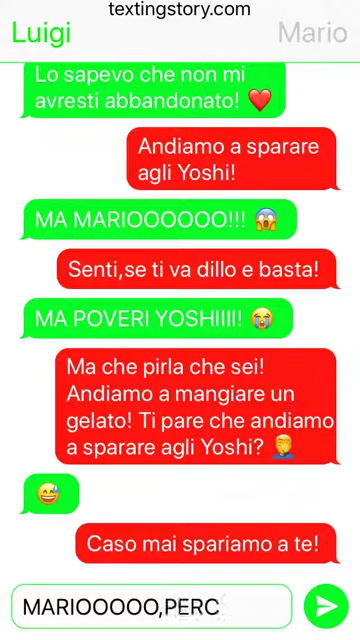 textingstory.com
Luigi
Mario
Lo sapevo che non mi
avresti abbandonato! ❤️
Andiamo a sparare
agli Yoshi!
MA MARIOOOOOO!!! 😱
Senti,se ti va dillo e basta!
MA POVERI YOSHIIII! 😭
Ma che pirla che sei!
Andiamo a mangiare un
gelato! Ti pare che andiamo
a sparare agli Yoshi? 🤦‍♂️
😅
Caso mai spariamo a te!
MARIOOOOO,PERC